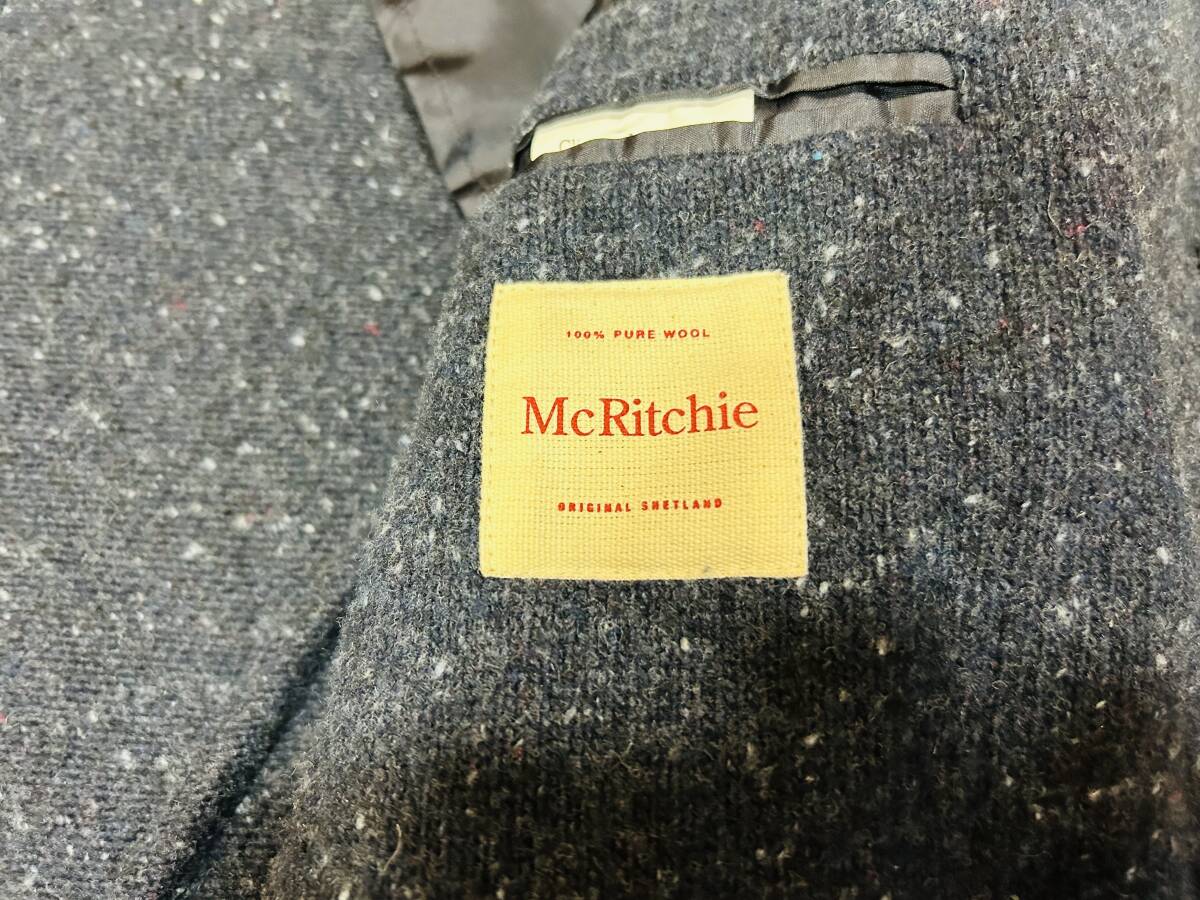 100% PURE WOOL
McRitchie
ORIGINAL SHETLAND